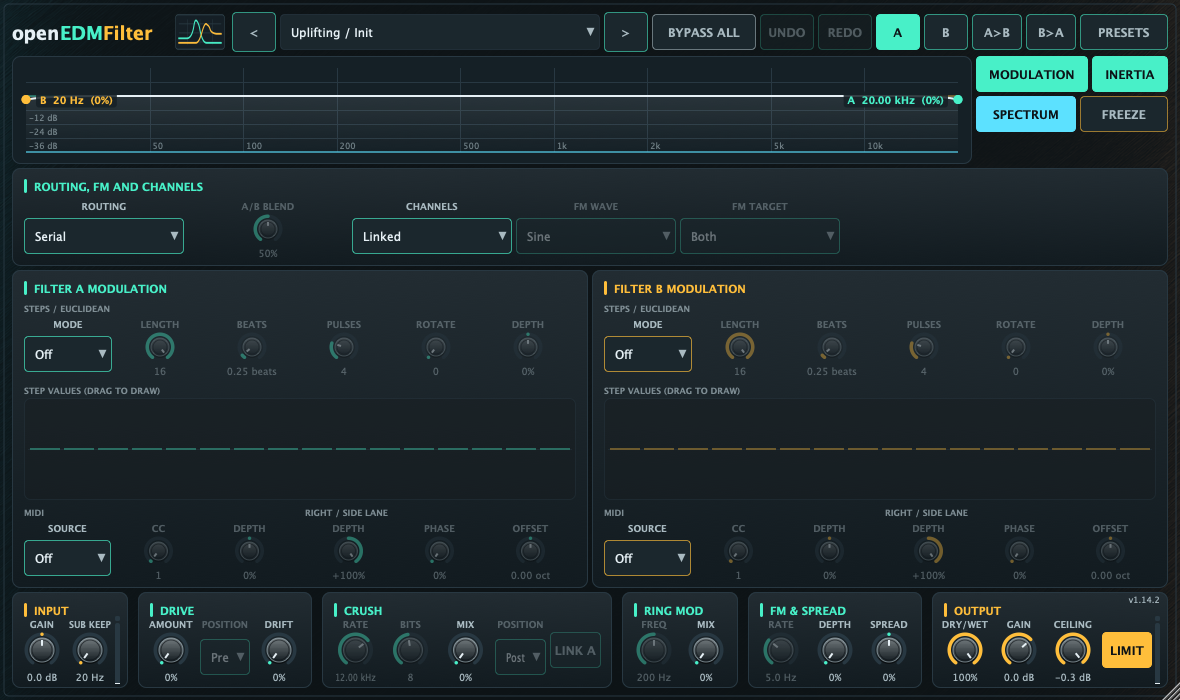 openEDMFilter < Uplifting / Init > BYPASS ALL UNDO REDO A B A>B B>A PRESETS
MODULATION INERTIA
B 20 Hz (0%) A 20.00 kHz (0%)
SPECTRUM FREEZE
-12 dB
-24 dB
-36 dB 50 100 200 500 1k 2k 5k 10k
ROUTING, FM AND CHANNELS
ROUTING A/B BLEND CHANNELS FM WAVE FM TARGET
Serial Linked Sine Both
50%
FILTER A MODULATION
STEPS / EUCLIDEAN
MODE LENGTH BEATS PULSES ROTATE DEPTH
Off
16 0.25 beats 4 0 0%
STEP VALUES (DRAG TO DRAW)
MIDI RIGHT / SIDE LANE
SOURCE CC DEPTH DEPTH PHASE OFFSET
Off
1 0% +100% 0% 0.00 oct
FILTER B MODULATION
STEPS / EUCLIDEAN
MODE LENGTH BEATS PULSES ROTATE DEPTH
Off
16 0.25 beats 4 0 0%
STEP VALUES (DRAG TO DRAW)
MIDI RIGHT / SIDE LANE
SOURCE CC DEPTH DEPTH PHASE OFFSET
Off
1 0% +100% 0% 0.00 oct
INPUT
GAIN SUB KEEP
0.0 dB 20 Hz
DRIVE
AMOUNT POSITION DRIFT
Pre
0% 0%
CRUSH
RATE BITS MIX POSITION
Post LINK A
12.00 kHz 8 0%
RING MOD
FREQ MIX
200 Hz 0%
FM & SPREAD
RATE DEPTH SPREAD
5.0 Hz 0% 0%
v1.14.2
OUTPUT
DRY/WET GAIN CEILING
LIMIT
100% 0.0 dB -0.3 dB